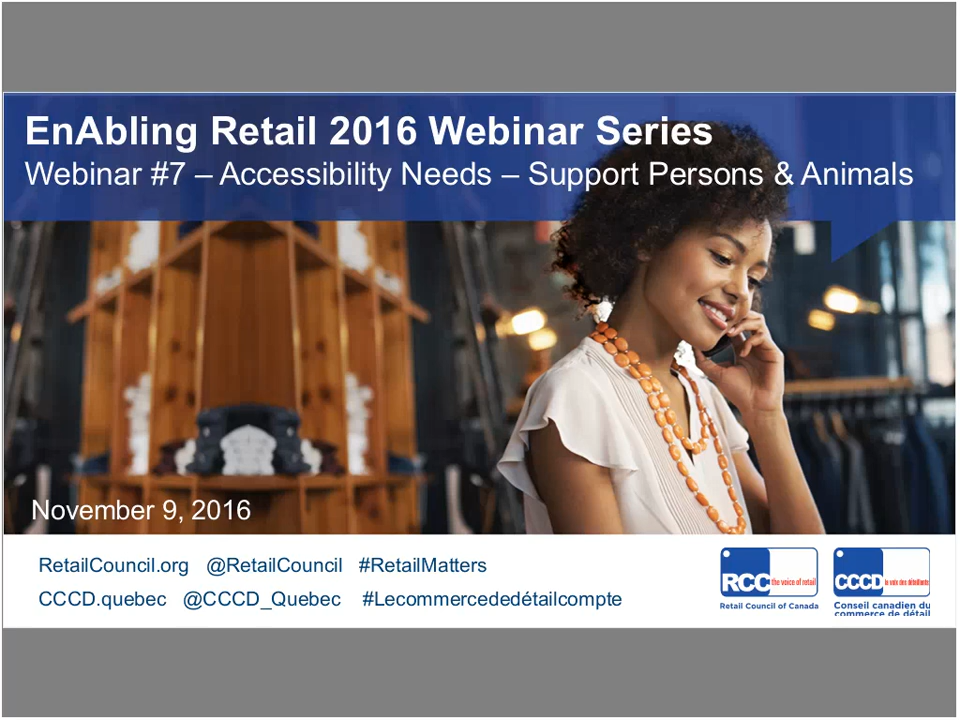 EnAbling Retail 2016 Webinar Series
Webinar #7 – Accessibility Needs – Support Persons & Animals
November 9, 2016
RetailCouncil.org @RetailCouncil #RetailMatters
CCCD.quebec @CCCD_Quebec #Lecommercededétailcompte
RCC the voice of retail
Retail Council of Canada
CCCD la voix des détaillants
Conseil canadien du
commerce de détail